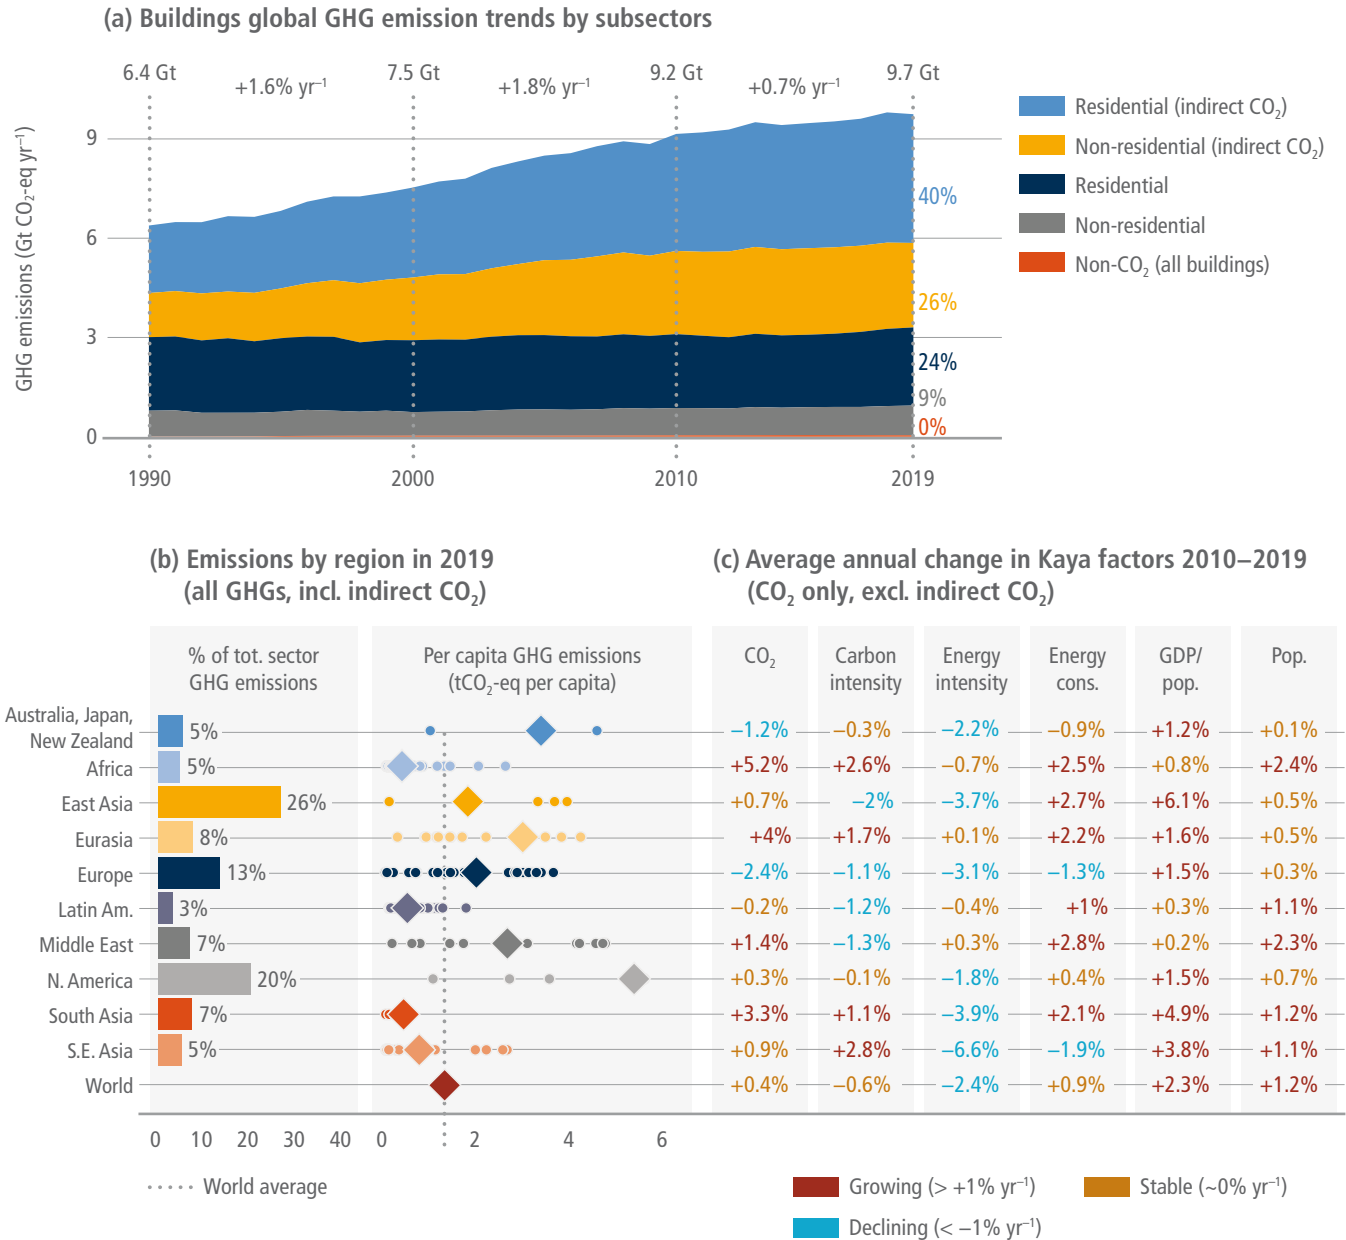 (a) Buildings global GHG emission trends by subsectors
6.4 Gt
+1.6% yr⁻¹
7.5 Gt
+1.8% yr⁻¹
9.2 Gt
+0.7% yr⁻¹
9.7 Gt
GHG emissions (Gt CO₂-eq yr⁻¹)
9
6
3
0
40%
26%
24%
9%
0%
1990
2000
2010
2019
Residential (indirect CO₂)
Non-residential (indirect CO₂)
Residential
Non-residential
Non-CO₂ (all buildings)
(b) Emissions by region in 2019
(all GHGs, incl. indirect CO₂)
(c) Average annual change in Kaya factors 2010–2019
(CO₂ only, excl. indirect CO₂)
% of tot. sector
GHG emissions
Per capita GHG emissions
(tCO₂-eq per capita)
CO₂
Carbon
intensity
Energy
intensity
Energy
cons.
GDP/
pop.
Pop.
Australia, Japan,
New Zealand
5%
−1.2% −0.3% −2.2% −0.9% +1.2% +0.1%
Africa 5% +5.2% +2.6% −0.7% +2.5% +0.8% +2.4%
East Asia 26% +0.7% −2% −3.7% +2.7% +6.1% +0.5%
Eurasia 8% +4% +1.7% +0.1% +2.2% +1.6% +0.5%
Europe 13% −2.4% −1.1% −3.1% −1.3% +1.5% +0.3%
Latin Am. 3% −0.2% −1.2% −0.4% +1% +0.3% +1.1%
Middle East 7% +1.4% −1.3% +0.3% +2.8% +0.2% +2.3%
N. America 20% +0.3% −0.1% −1.8% +0.4% +1.5% +0.7%
South Asia 7% +3.3% +1.1% −3.9% +2.1% +4.9% +1.2%
S.E. Asia 5% +0.9% +2.8% −6.6% −1.9% +3.8% +1.1%
World +0.4% −0.6% −2.4% +0.9% +2.3% +1.2%
0 10 20 30 40
0 2 4 6
World average
Growing (> +1% yr⁻¹)
Stable (~0% yr⁻¹)
Declining (< −1% yr⁻¹)